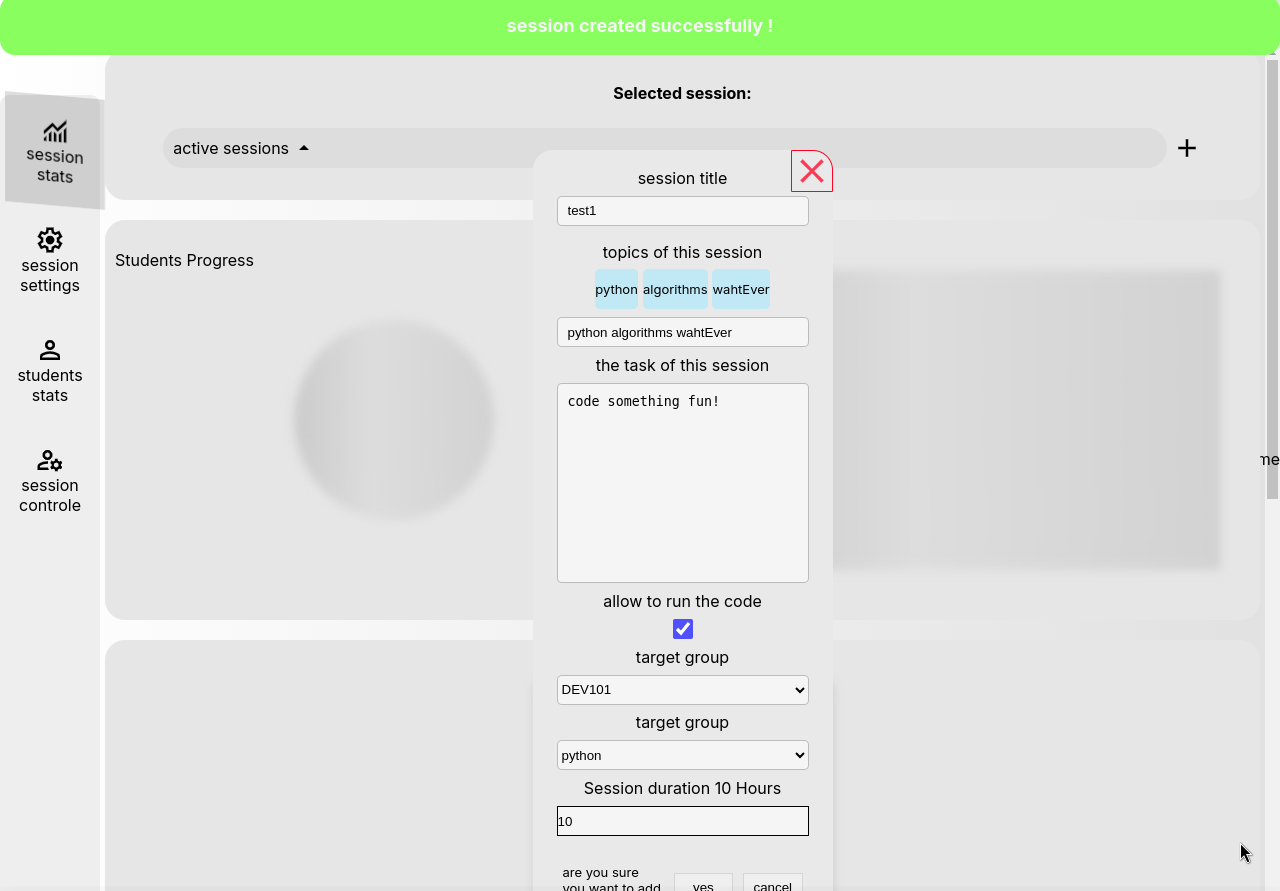 session created successfully !
Selected session:
active sessions
session
stats
session
settings
students
stats
session
controle
Students Progress
session title
test1
topics of this session
python algorithms wahtEver
python algorithms wahtEver
the task of this session
code something fun!
allow to run the code
target group
DEV101
target group
python
Session duration 10 Hours
10
are you sure
you want to add
yes cancel
me